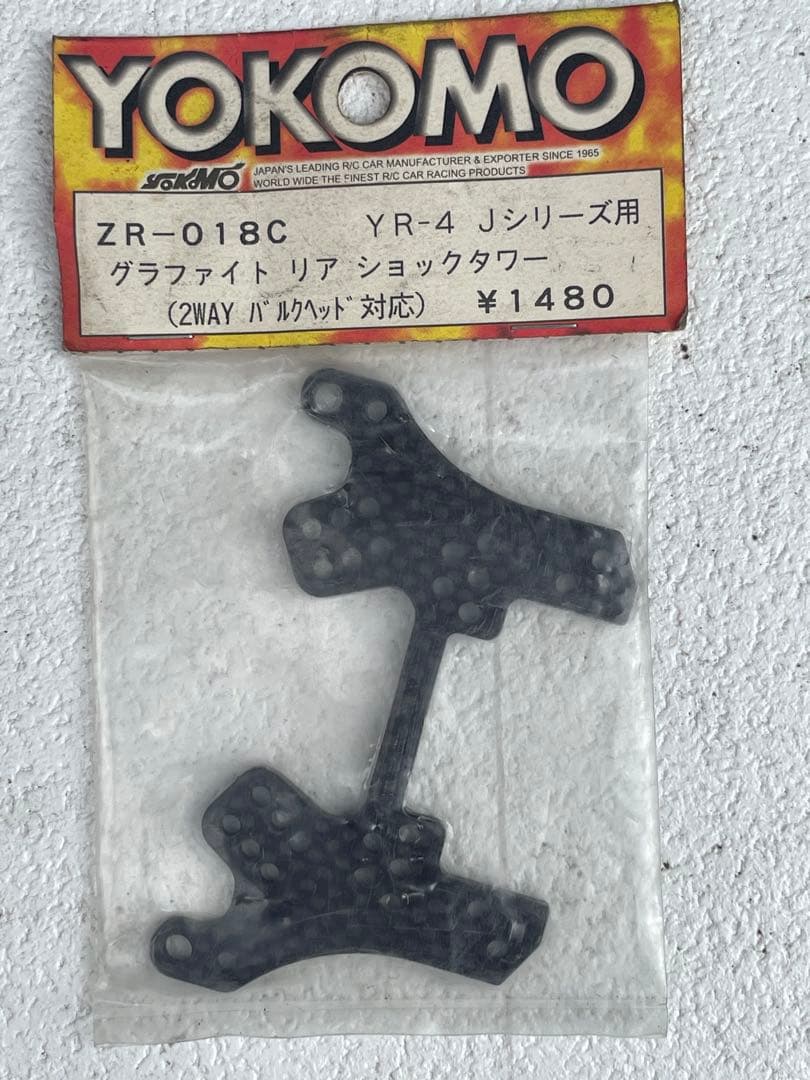 YOKOMO
YOKOMO
JAPAN'S LEADING R/C CAR MANUFACTURER & EXPORTER SINCE 1965
WORLD WIDE THE FINEST R/C CAR RACING PRODUCTS
ZR-018C YR-4 Jシリーズ用
グラファイト リア ショックタワー
(2WAY バルクヘッド対応) ¥1480